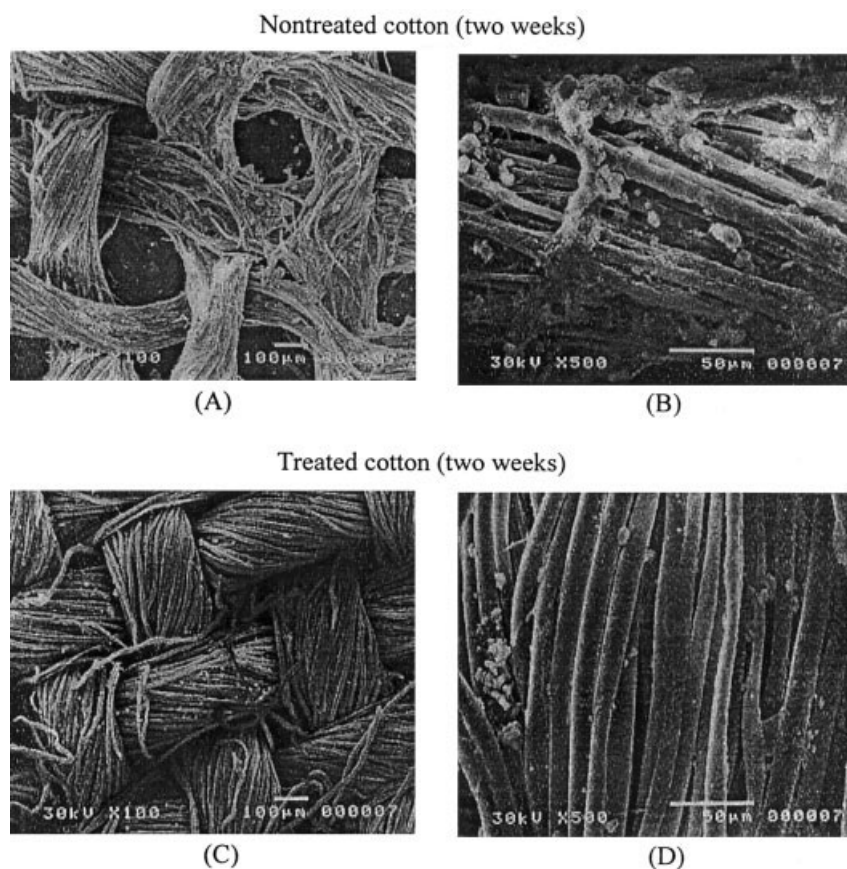 Nontreated cotton (two weeks)
30kV X100 100µm 000007
30kV X500 50µm 000007
(A) (B)
Treated cotton (two weeks)
30kV X100 100µm 000007
30kV X500 50µm 000007
(C) (D)